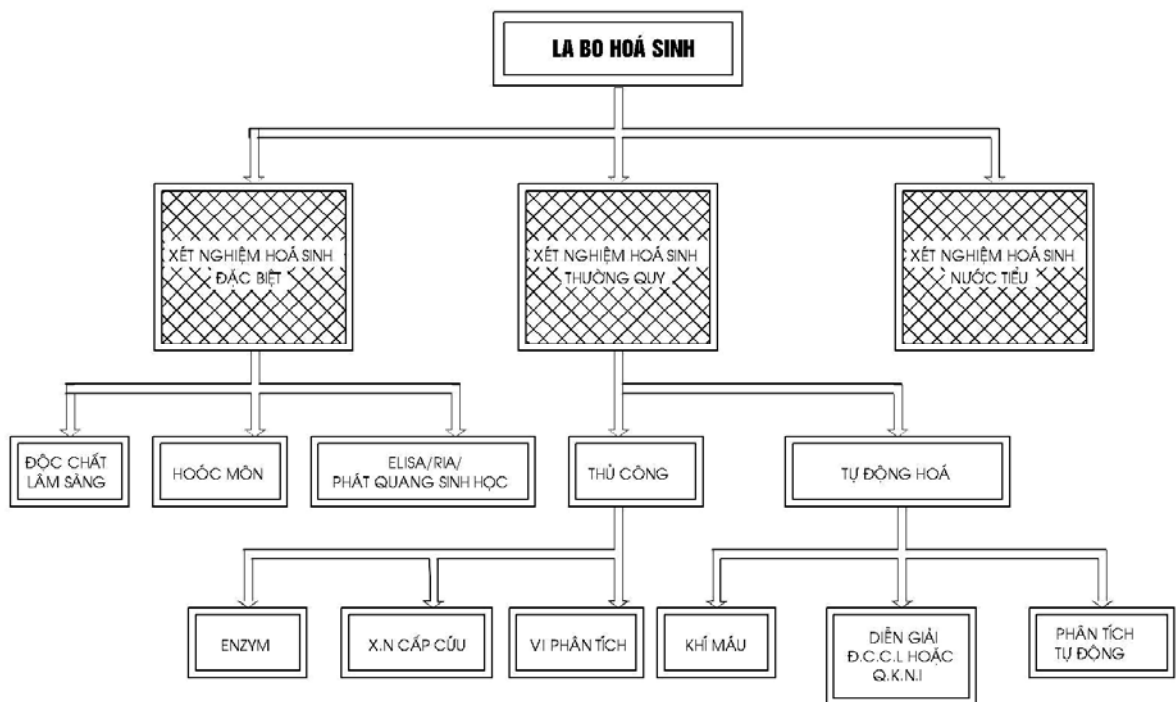 LA BO HOÁ SINH
XÉT NGHIỆM HOÁ SINH
ĐẶC BIỆT
XÉT NGHIỆM HOÁ SINH
THƯỜNG QUY
XÉT NGHIỆM HOÁ SINH
NƯỚC TIỂU
ĐỘC CHẤT
LÂM SÀNG
HOÓC MÔN
ELISA/RIA/
PHÁT QUANG SINH HỌC
THỦ CÔNG
TỰ ĐỘNG HOÁ
ENZYM
X.N CẤP CỨU
VI PHÂN TÍCH
KHÍ MÁU
DIỄN GIẢI
Đ.C.C.L HOẶC
Q.K.N.I
PHÂN TÍCH
TỰ ĐỘNG